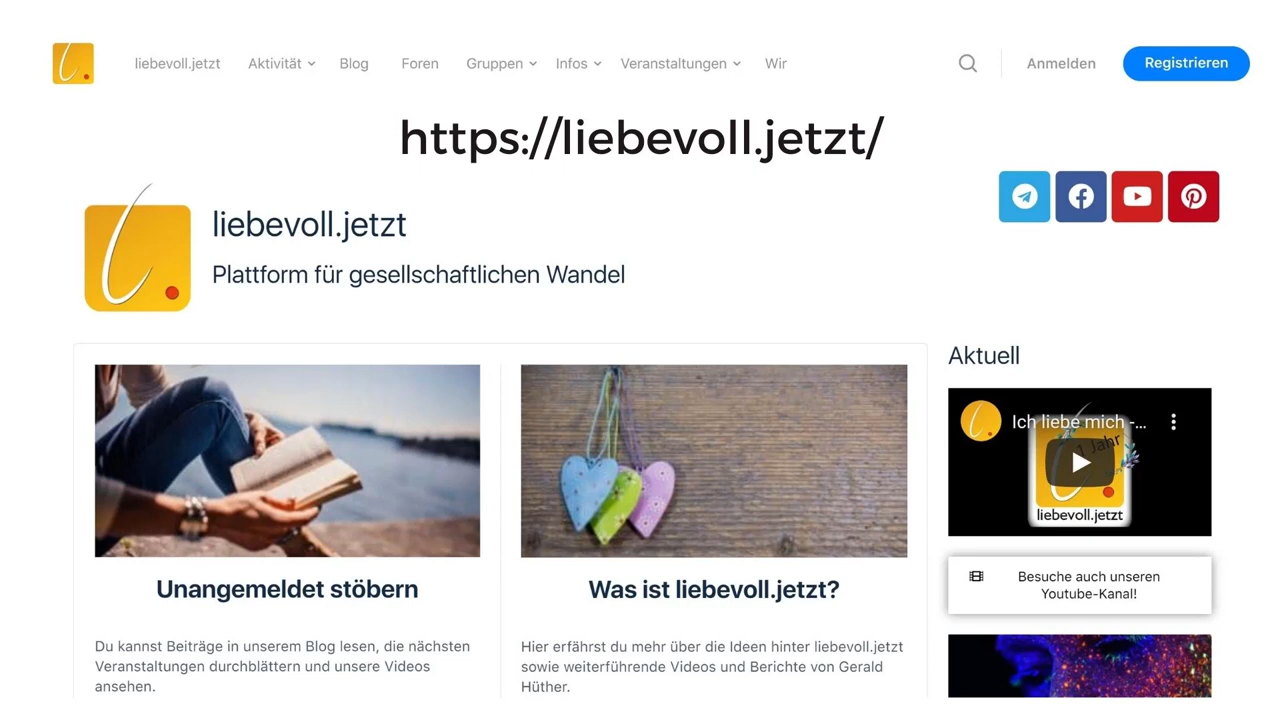 liebevoll.jetzt Aktivität Blog Foren Gruppen Infos Veranstaltungen Wir Anmelden Registrieren
https://liebevoll.jetzt/
liebevoll.jetzt
Plattform für gesellschaftlichen Wandel
Aktuell
Ich liebe mich -...
1 Jahr
liebevoll.jetzt
Besuche auch unseren
Youtube-Kanal!
Unangemeldet stöbern
Du kannst Beiträge in unserem Blog lesen, die nächsten
Veranstaltungen durchblättern und unsere Videos
ansehen.
Was ist liebevoll.jetzt?
Hier erfährst du mehr über die Ideen hinter liebevoll.jetzt
sowie weiterführende Videos und Berichte von Gerald
Hüther.